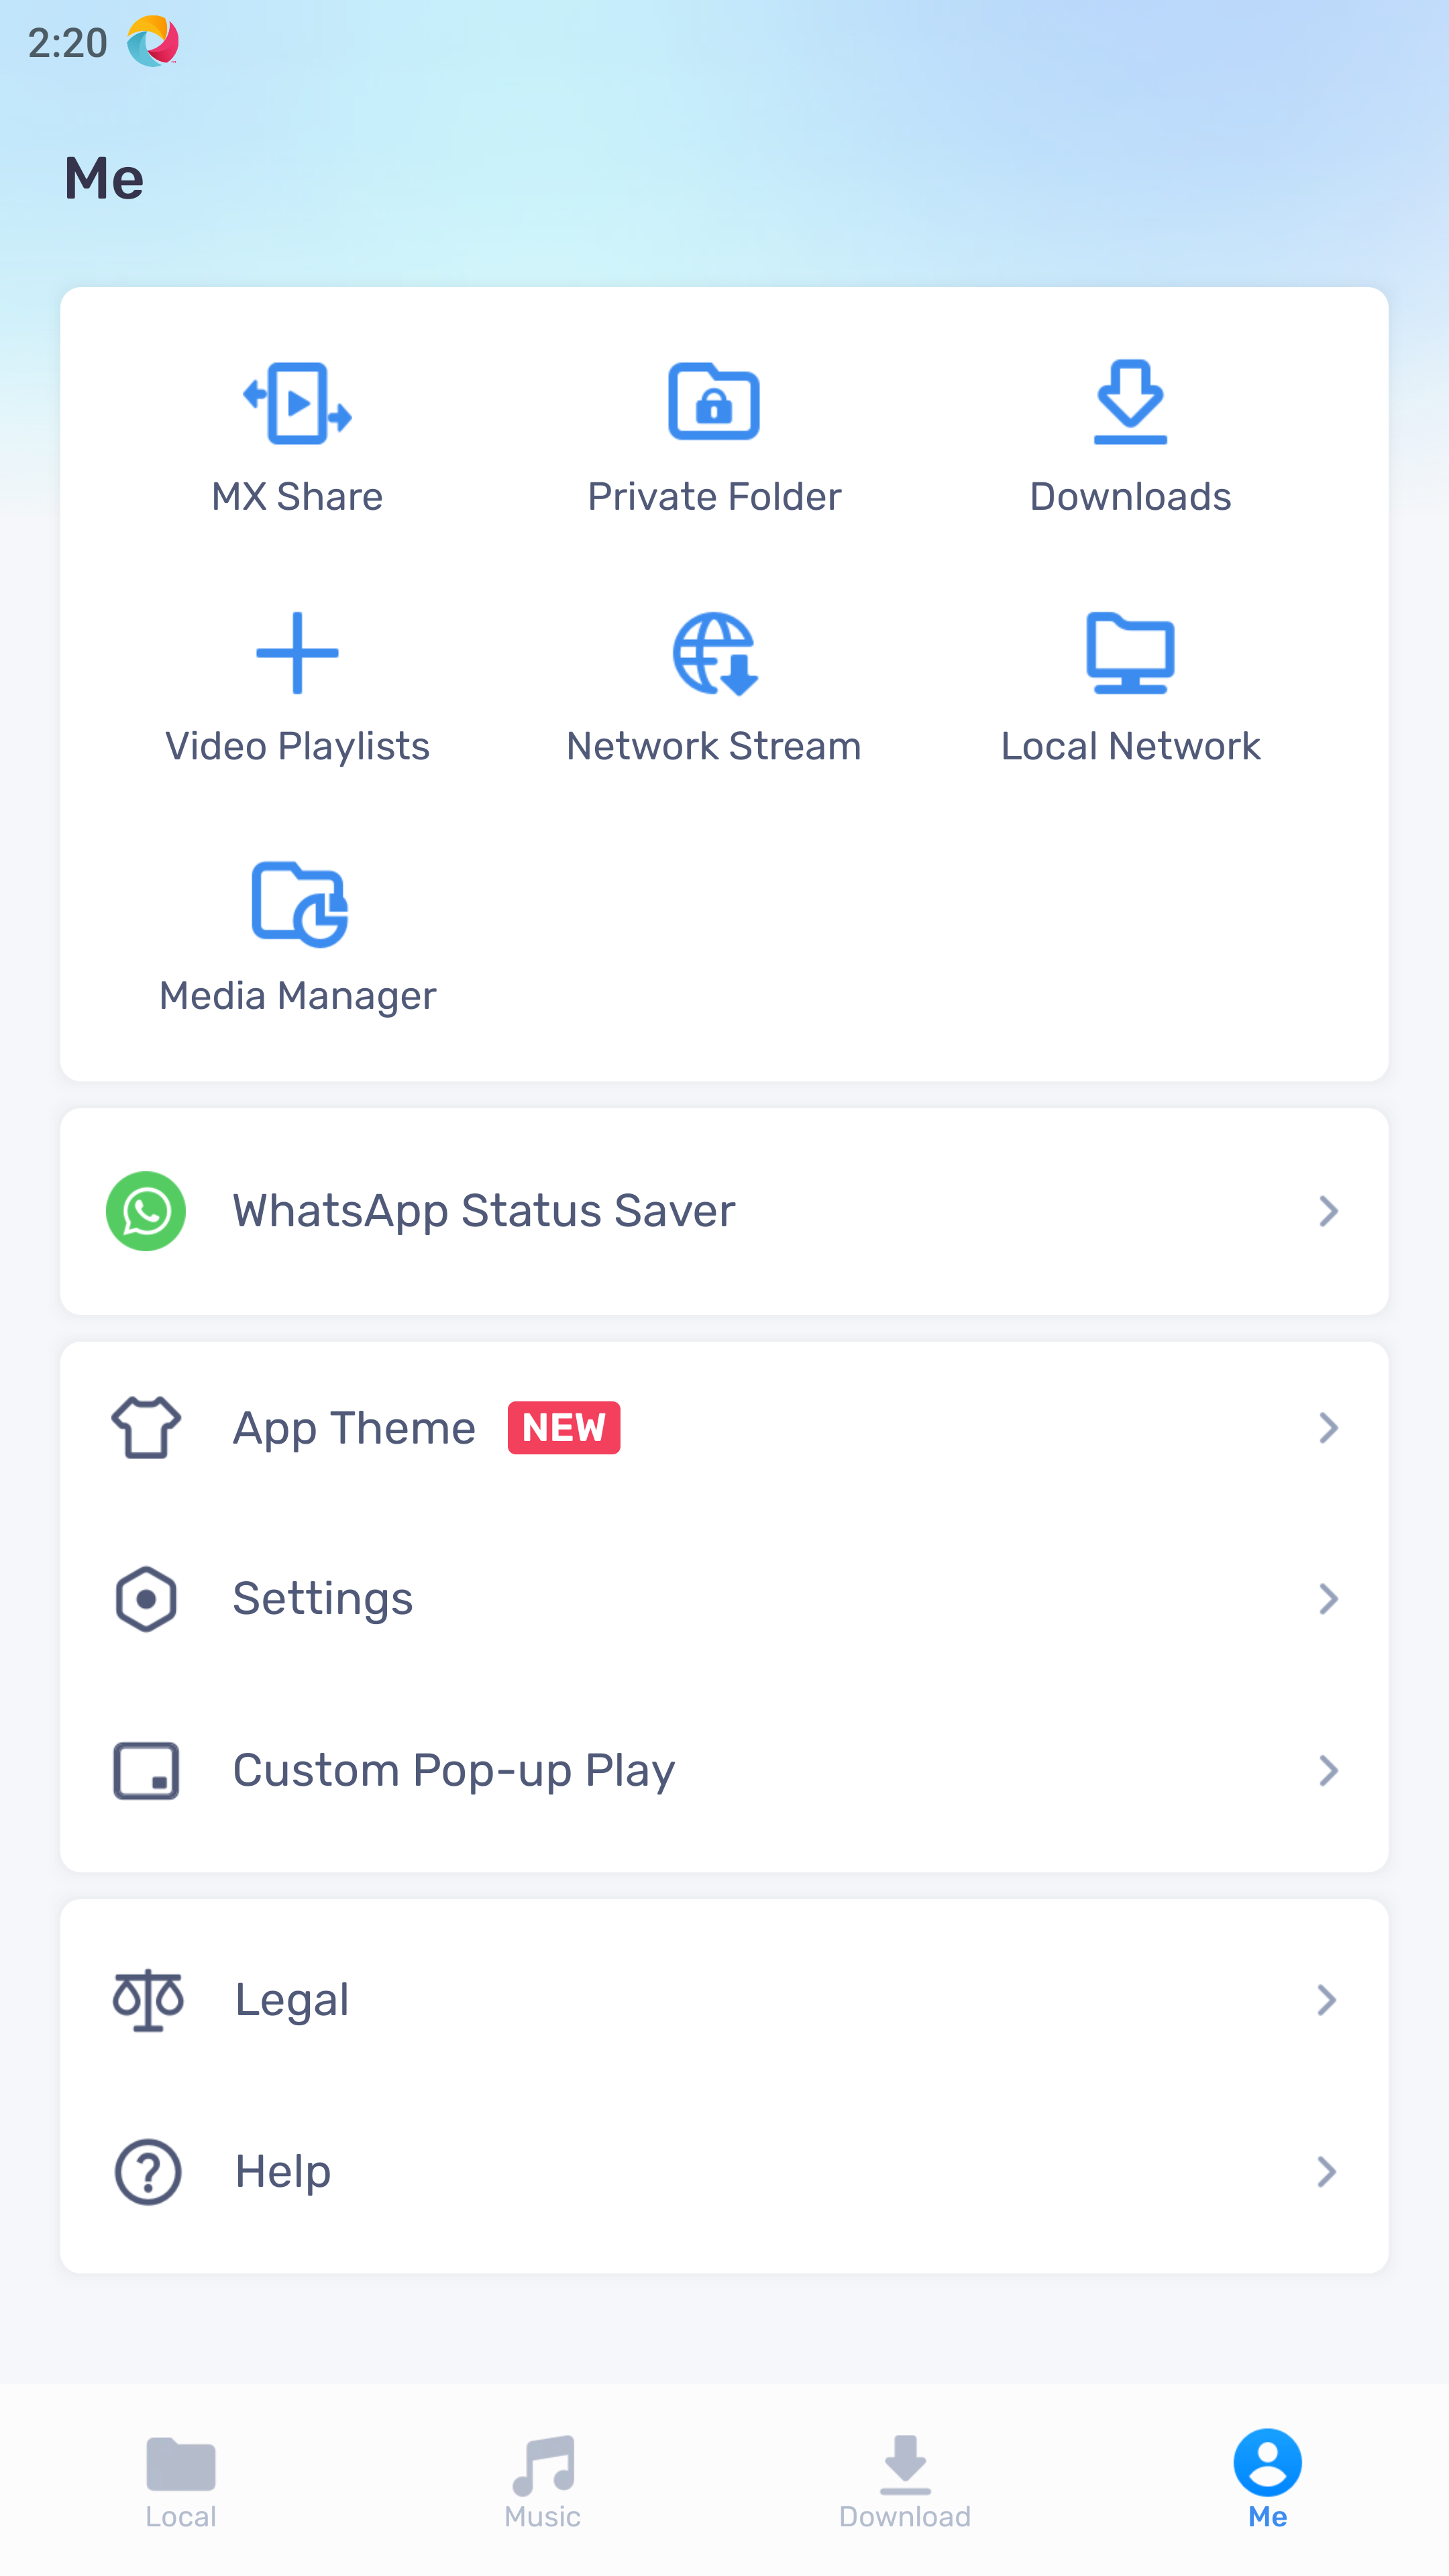 2:20
Me
MX Share
Private Folder
Downloads
Video Playlists
Network Stream
Local Network
Media Manager
WhatsApp Status Saver
App Theme NEW
Settings
Custom Pop-up Play
Legal
Help
Local
Music
Download
Me